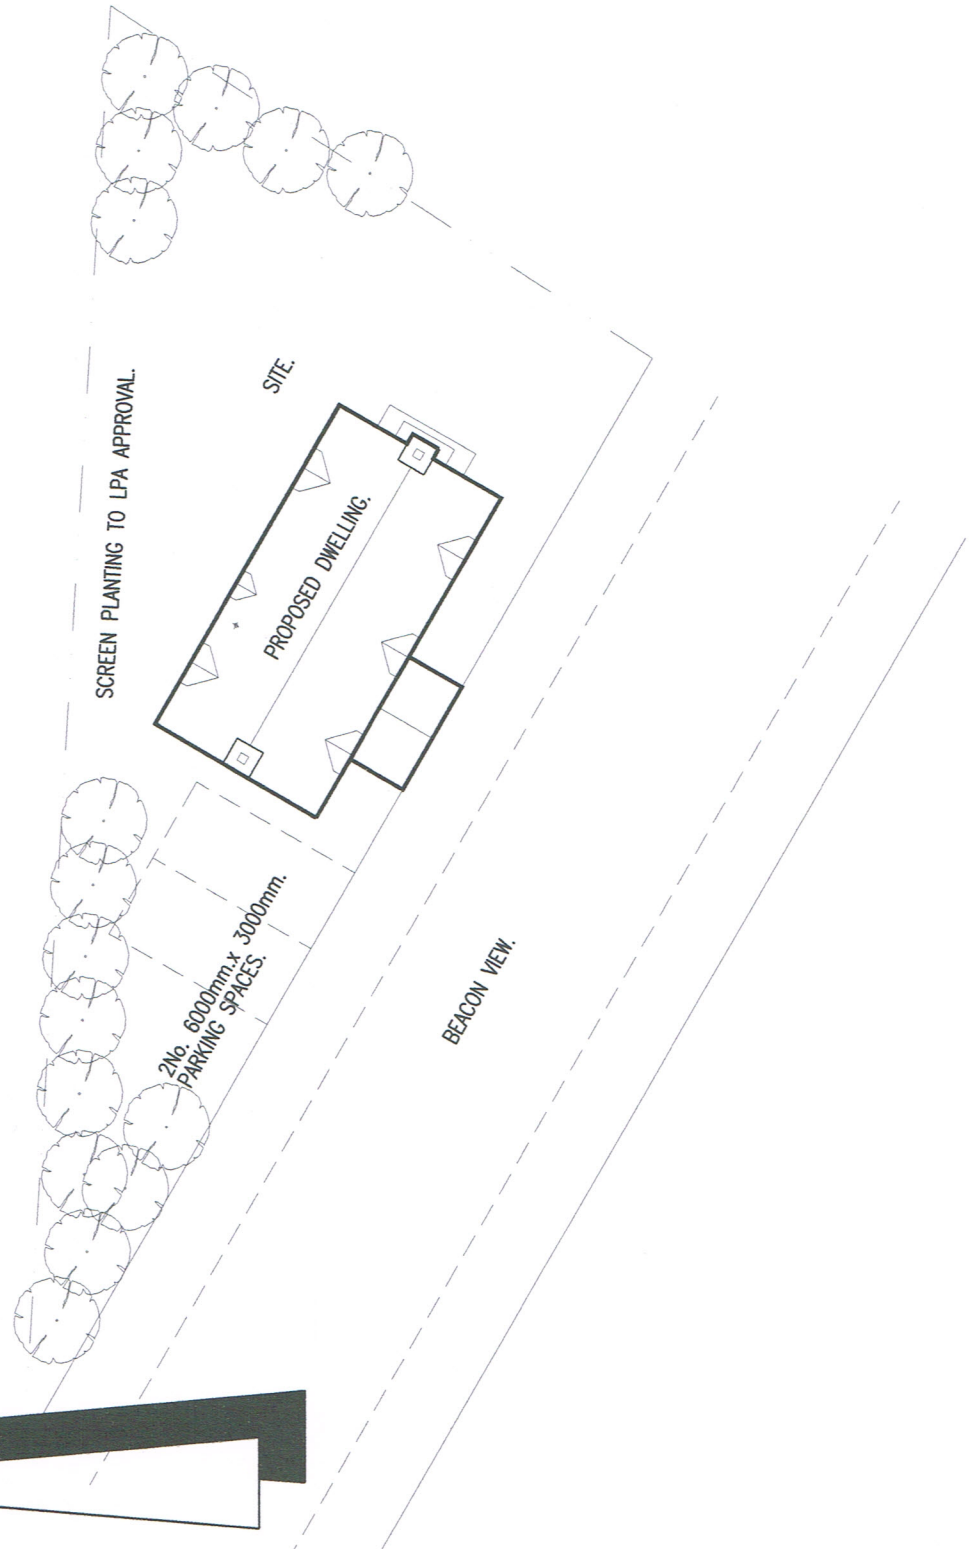 SITE.
SCREEN PLANTING TO LPA APPROVAL.
PROPOSED DWELLING.
2No. 6000mm.x 3000mm.
PARKING SPACES.
BEACON VIEW.